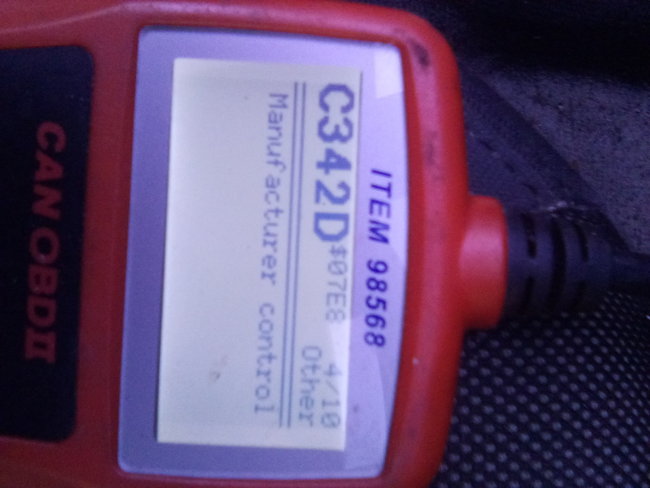 ITEM 98568
C342D $07E8 4/10
Other
Manufacturer control
CAN OBDII